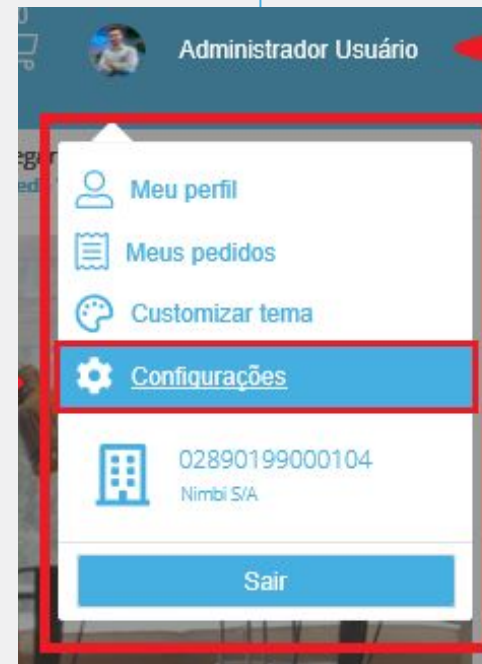 Administrador Usuário
Meu perfil
Meus pedidos
Customizar tema
Configurações
02890199000104
Nimbi S/A
Sair